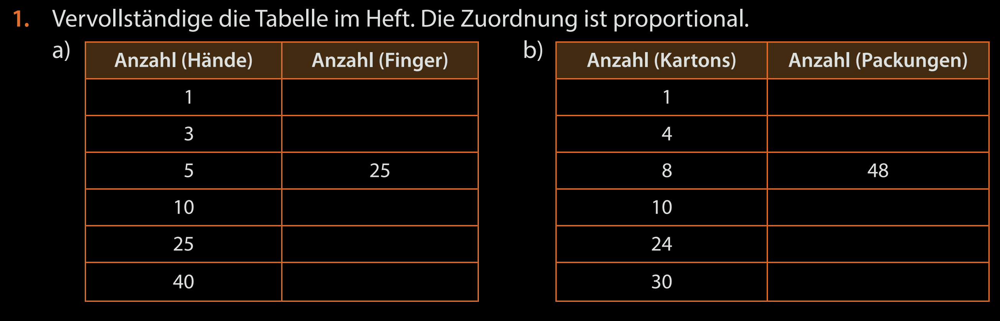 1. Vervollständige die Tabelle im Heft. Die Zuordnung ist proportional.
a)
Anzahl (Hände) Anzahl (Finger)
1
3
5 25
10
25
40
b)
Anzahl (Kartons) Anzahl (Packungen)
1
4
8 48
10
24
30